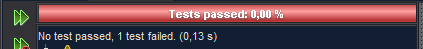 Tests passed: 0,00 %
No test passed, 1 test failed. (0,13 s)